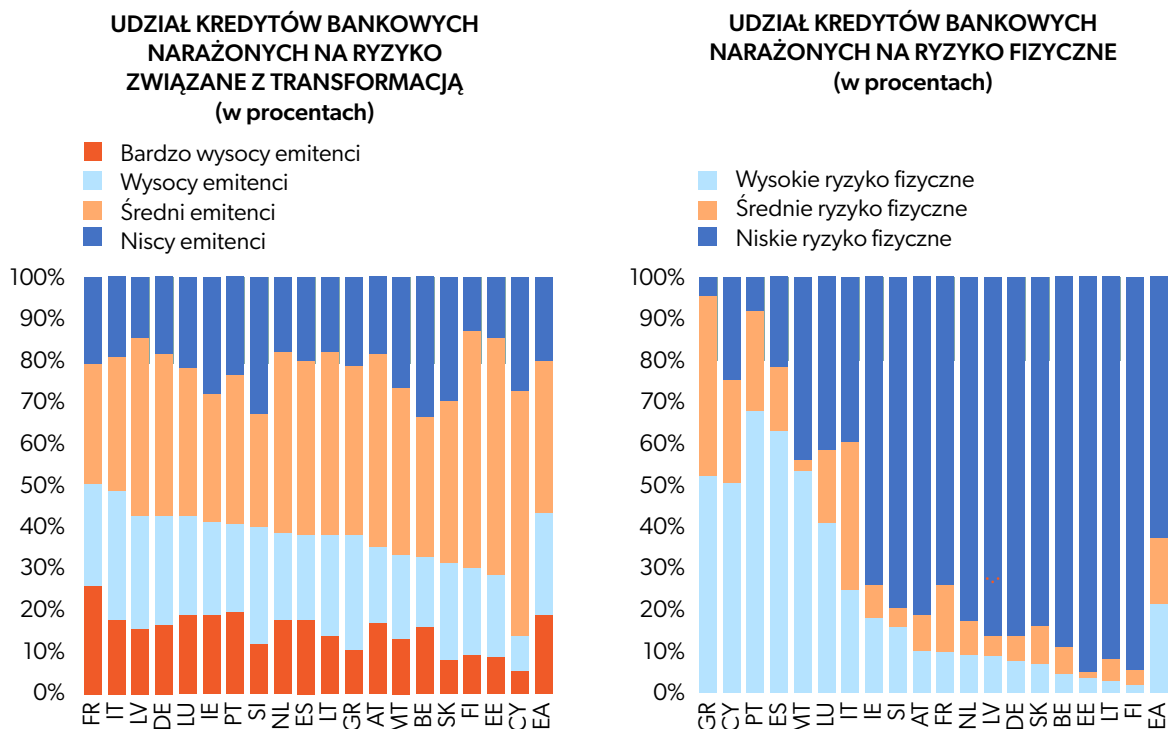 UDZIAŁ KREDYTÓW BANKOWYCH
NARAŻONYCH NA RYZYKO
ZWIĄZANE Z TRANSFORMACJĄ
(w procentach)
Bardzo wysocy emitenci
Wysocy emitenci
Średni emitenci
Niscy emitenci
100%
90%
80%
70%
60%
50%
40%
30%
20%
10%
0%
FR IT LV DE LU IE PT SI NL ES LT GR AT MT BE SK FI EE CY EA
UDZIAŁ KREDYTÓW BANKOWYCH
NARAŻONYCH NA RYZYKO FIZYCZNE
(w procentach)
Wysokie ryzyko fizyczne
Średnie ryzyko fizyczne
Niskie ryzyko fizyczne
100%
90%
80%
70%
60%
50%
40%
30%
20%
10%
0%
GR CY PT ES MT LU IT IE SI AT FR NL LV DE SK BE EE LT FI EA